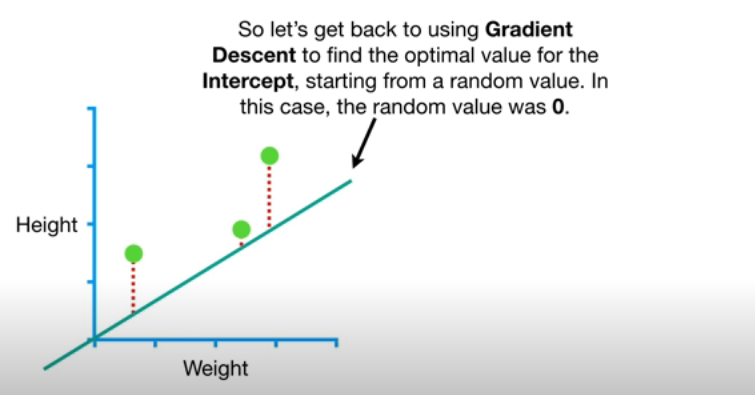 So let's get back to using Gradient
Descent to find the optimal value for the
Intercept, starting from a random value. In
this case, the random value was 0.
Height
Weight